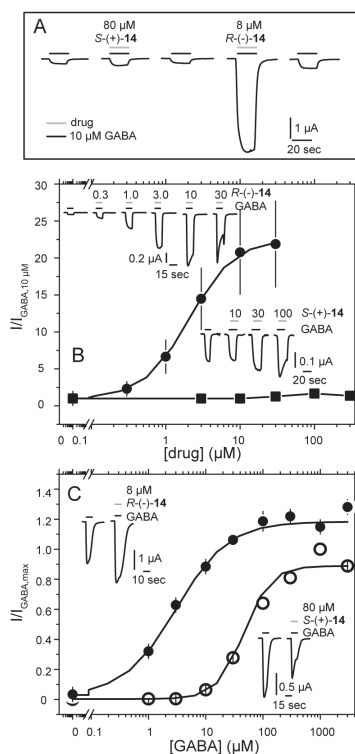 A
80 μM
S-(+)-14
8 μM
R-(-)-14
drug
10 μM GABA
1 μA
20 sec
30
25
20
15
10
5
0
I/I GABA,10 μM
0.3 1.0 3.0 10 30 R-(-)-14
GABA
0.2 μA
15 sec
10 30 100 S-(+)-14
GABA
0.1 μA
20 sec
B
0 0.1 1 10 100
[drug] (μM)
C
1.4
1.2
1.0
0.8
0.6
0.4
0.2
0.0
I/I GABA,max
8 μM
R-(-)-14
GABA
1 μA
10 sec
80 μM
S-(+)-14
GABA
0.5 μA
15 sec
0 0.1 1 10 100 1000
[GABA] (μM)